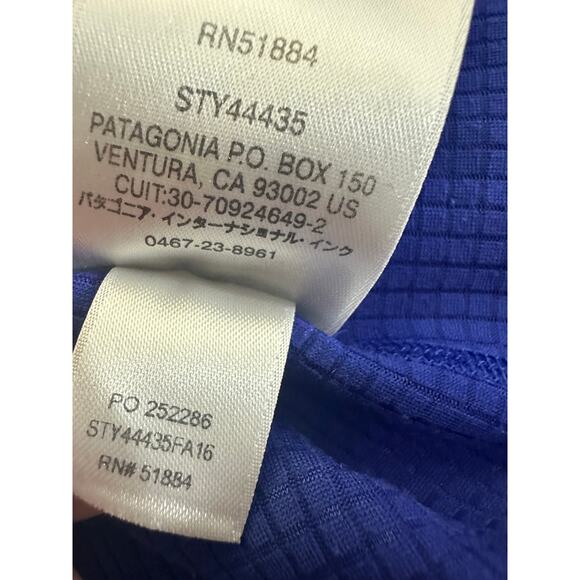 RN51884
STY44435
PATAGONIA P.O. BOX 150
VENTURA, CA 93002 US
CUIT:30-70924649-2
パタゴニア・インターナショナル・インク
0467-23-8961
PO 252286
STY44435FA16
RN# 51884